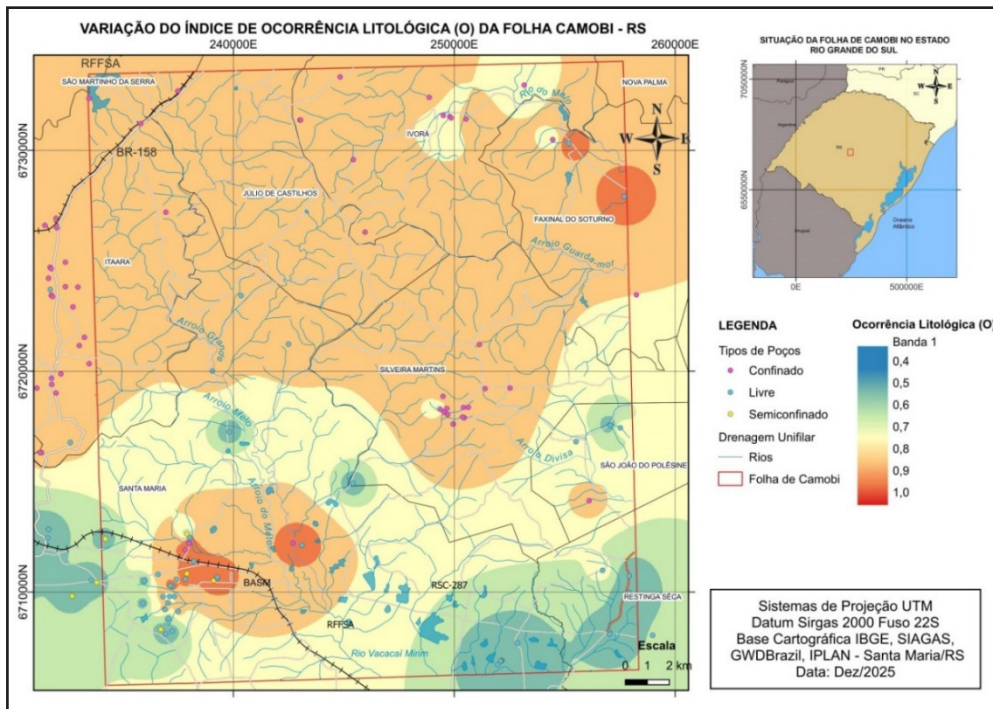 VARIAÇÃO DO ÍNDICE DE OCORRÊNCIA LITOLÓGICA (O) DA FOLHA CAMOBI - RS
240000E
250000E
260000E
6730000N
6720000N
6710000N
RFFSA
SÃO MARTINHO DA SERRA
NOVA PALMA
Rio do Melo
IVORÁ
N
W
E
S
BR-158
JÚLIO DE CASTILHOS
FAXINAL DO SOTURNO
Arroio Guarda-mor
ITAARA
Arroio Grande
SILVEIRA MARTINS
Arroio Melo
Arroio Divisa
SÃO JOÃO DO POLÊSINE
SANTA MARIA
Arroio do Meio
BASM
RSC-287
RESTINGA SÊCA
RFFSA
Rio Vacacaí Mirim
Escala
0 1 2 km
SITUAÇÃO DA FOLHA DE CAMOBI NO ESTADO
RIO GRANDE DO SUL
7050000N
6550000N
Paraguai
PR
SC
Argentina
RS
Uruguai
Oceano
Atlântico
N
W
E
S
0E
500000E
LEGENDA
Tipos de Poços
Confinado
Livre
Semiconfinado
Drenagem Unifilar
Rios
Folha de Camobi
Ocorrência Litológica (O)
Banda 1
0,4
0,5
0,6
0,7
0,8
0,9
1,0
Sistemas de Projeção UTM
Datum Sirgas 2000 Fuso 22S
Base Cartográfica IBGE, SIAGAS,
GWDBrazil, IPLAN - Santa Maria/RS
Data: Dez/2025